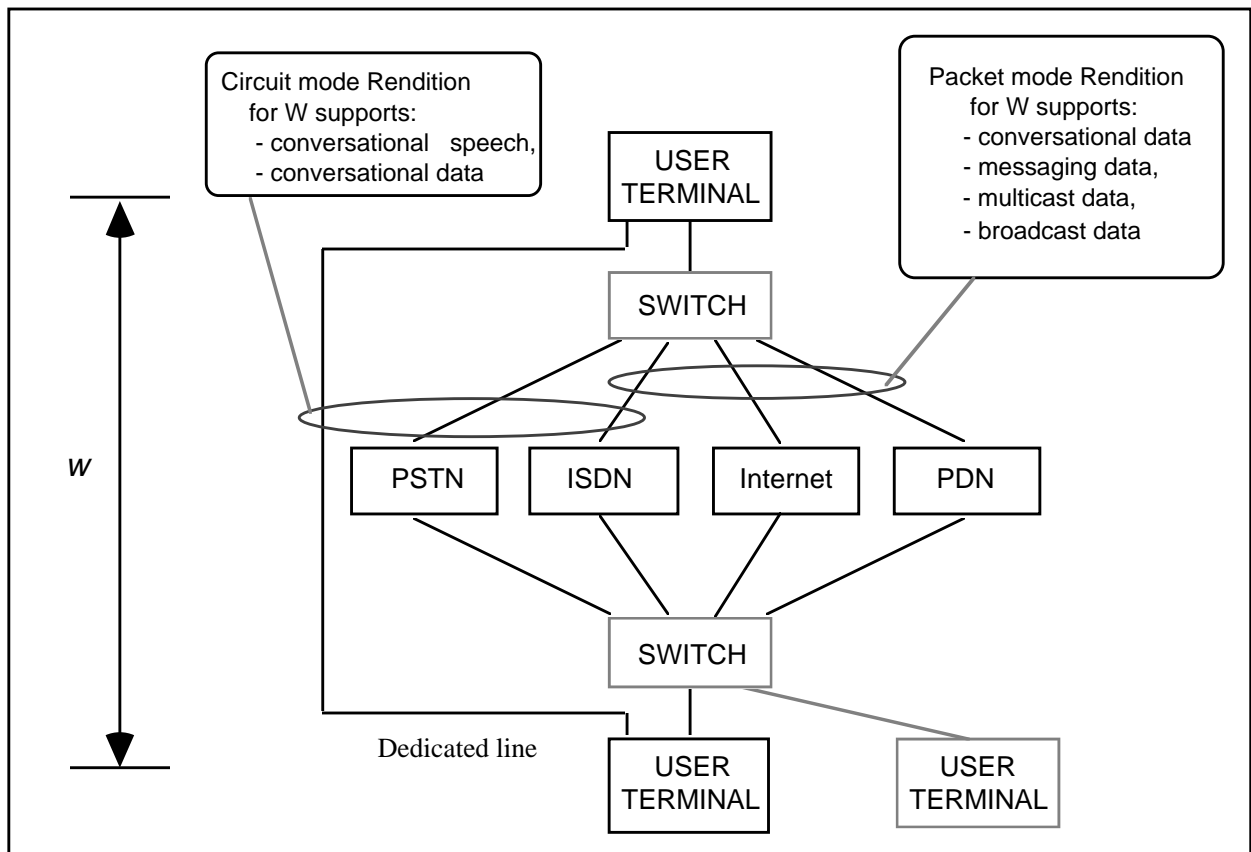 Circuit mode Rendition
for W supports:
- conversational speech,
- conversational data
Packet mode Rendition
for W supports:
- conversational data
- messaging data,
- multicast data,
- broadcast data
USER
TERMINAL
SWITCH
W
PSTN
ISDN
Internet
PDN
SWITCH
Dedicated line
USER
TERMINAL
USER
TERMINAL